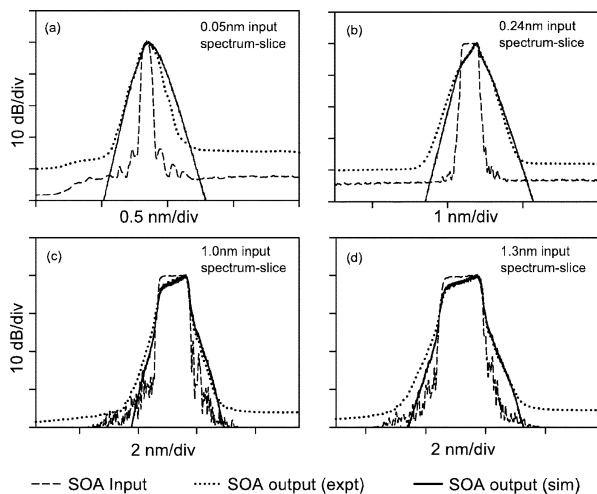 (a)
0.05nm input
spectrum-slice
(b)
0.24nm input
spectrum-slice
10 dB/div
0.5 nm/div
1 nm/div
(c)
1.0nm input
spectrum-slice
(d)
1.3nm input
spectrum-slice
10 dB/div
2 nm/div
2 nm/div
SOA Input
SOA output (expt)
SOA output (sim)